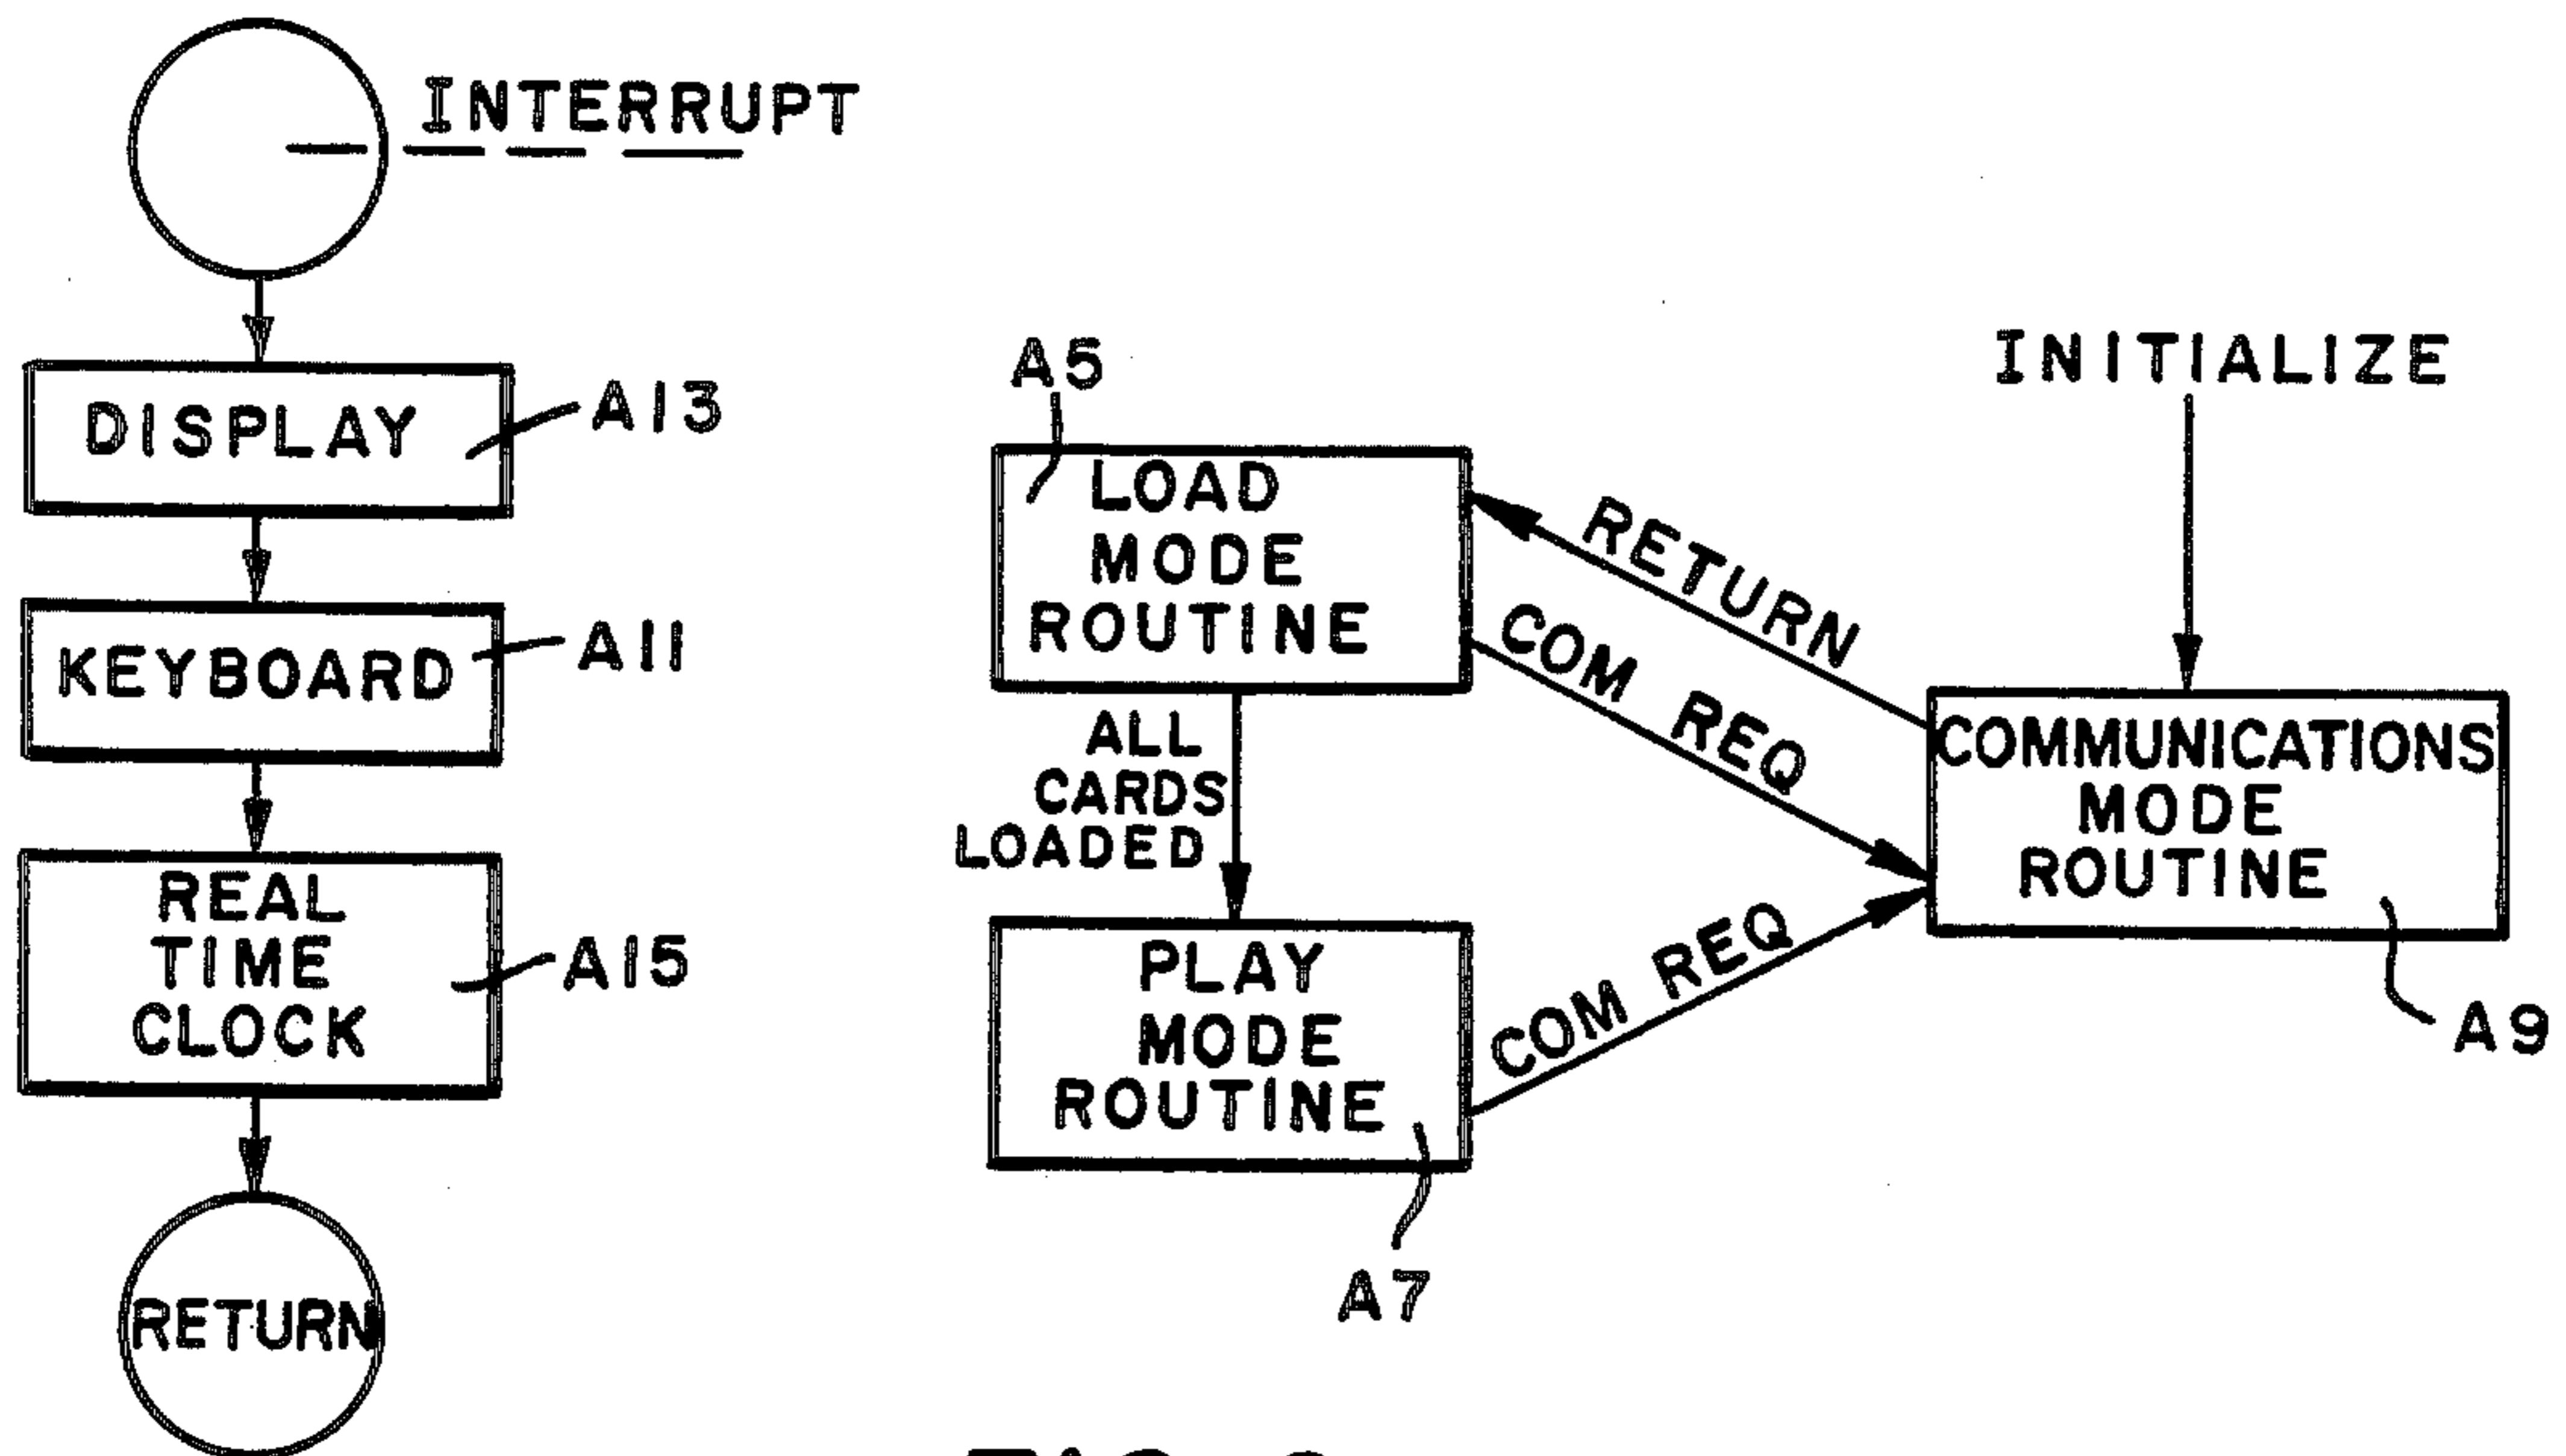 INTERRUPT
DISPLAY
A13
KEYBOARD
A11
REAL
TIME
CLOCK
A15
RETURN
A5
LOAD
MODE
ROUTINE
ALL
CARDS
LOADED
PLAY
MODE
ROUTINE
A7
RETURN
COM REQ
COM REQ
INITIALIZE
COMMUNICATIONS
MODE
ROUTINE
A9